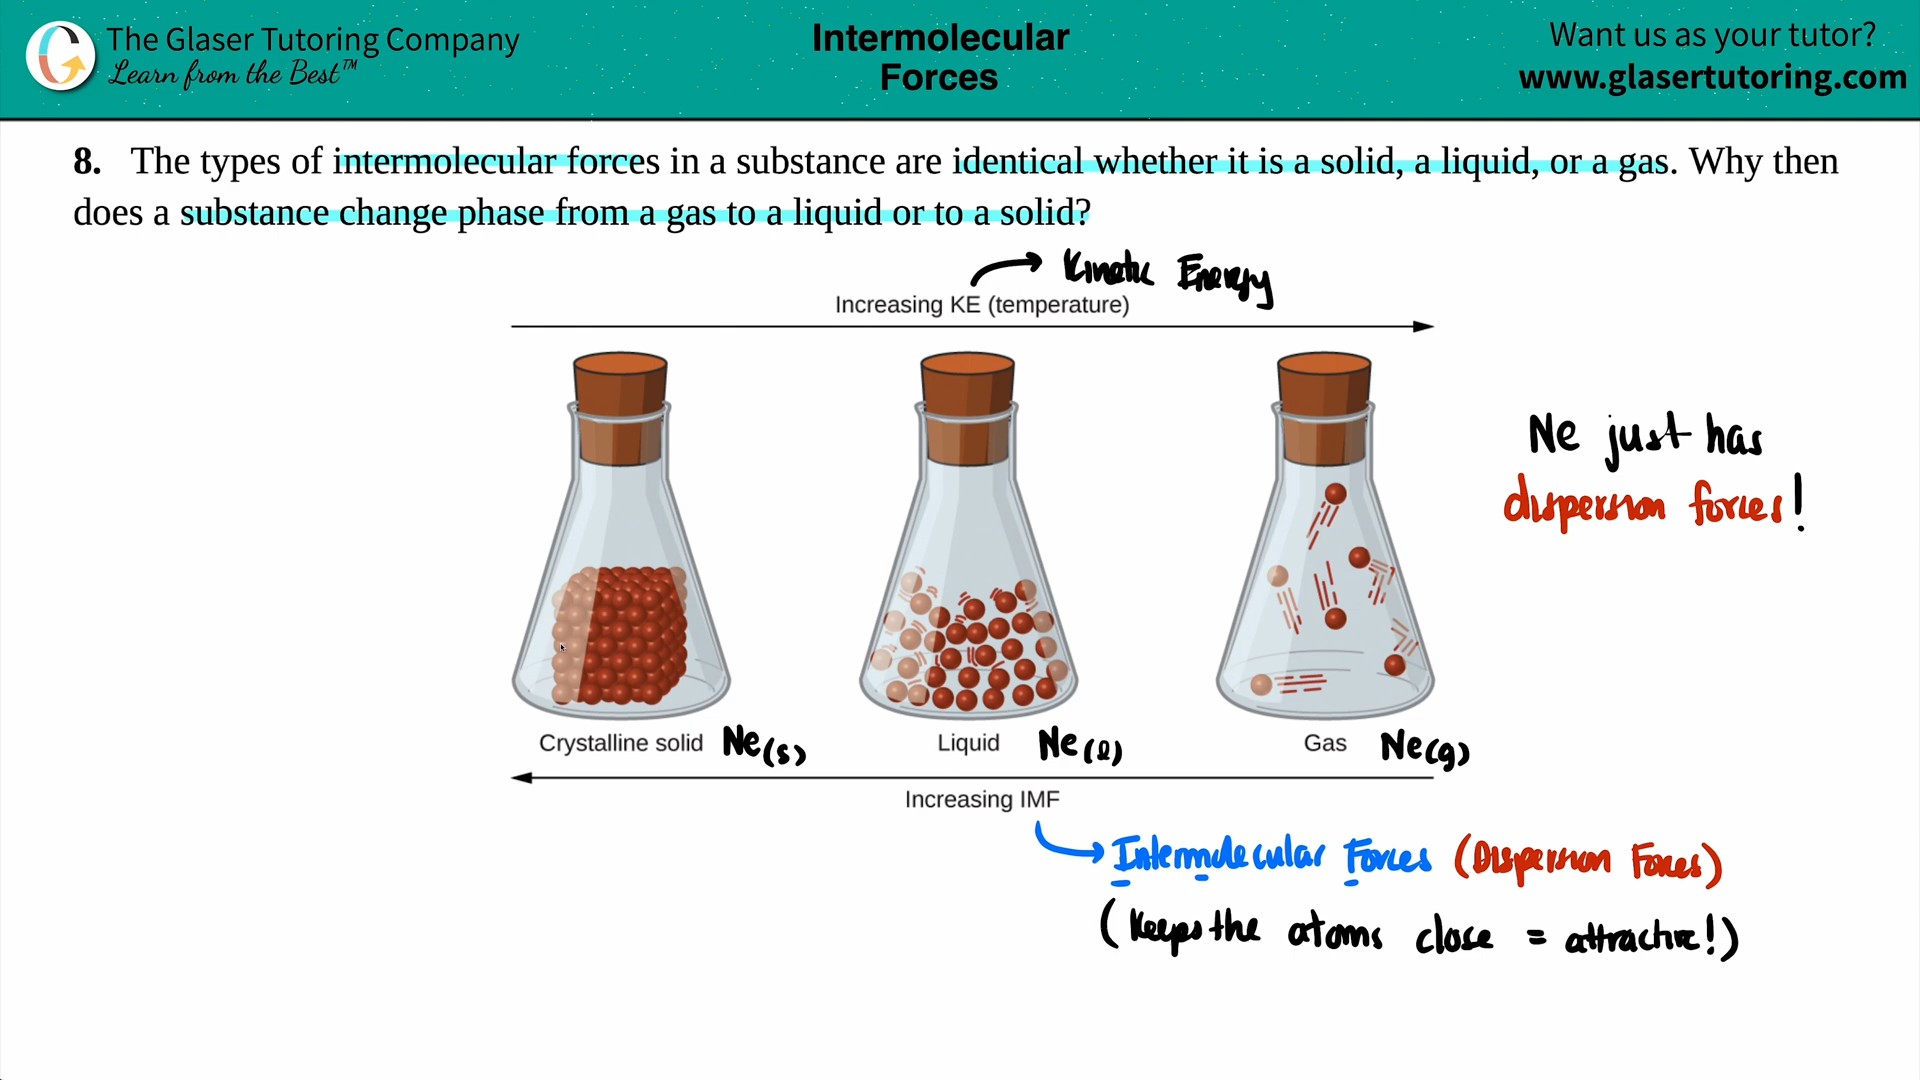 The Glaser Tutoring Company
Learn from the Best™
Intermolecular
Forces
Want us as your tutor?
www.glasertutoring.com
8. The types of intermolecular forces in a substance are identical whether it is a solid, a liquid, or a gas. Why then
does a substance change phase from a gas to a liquid or to a solid?
Kinetic Energy
Increasing KE (temperature)
Ne just has
dispersion forces!
Crystalline solid Ne(s)
Liquid Ne(l)
Gas Ne(g)
Increasing IMF
Intermolecular Forces (Dispersion Forces)
(Keeps the atoms close = attractive!)